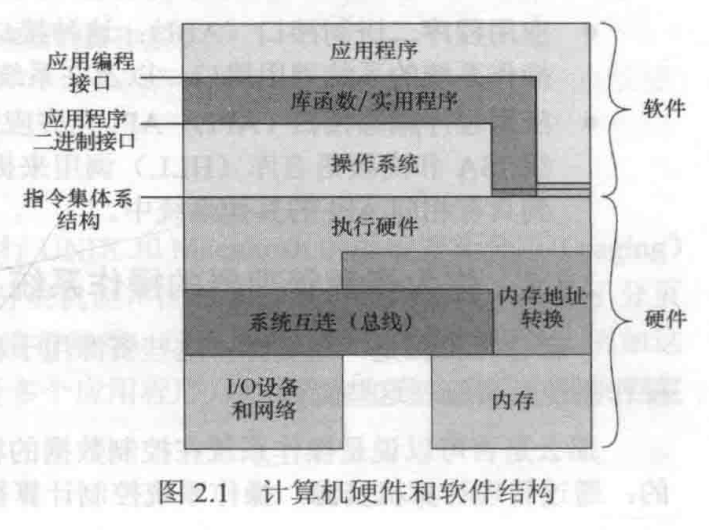 应用程序
应用编程
接口
库函数/实用程序
应用程序
二进制接口
操作系统
软件
指令集体系
结构
执行硬件
系统互连（总线）
内存地址
转换
硬件
I/O设备
和网络
内存
图 2.1 计算机硬件和软件结构